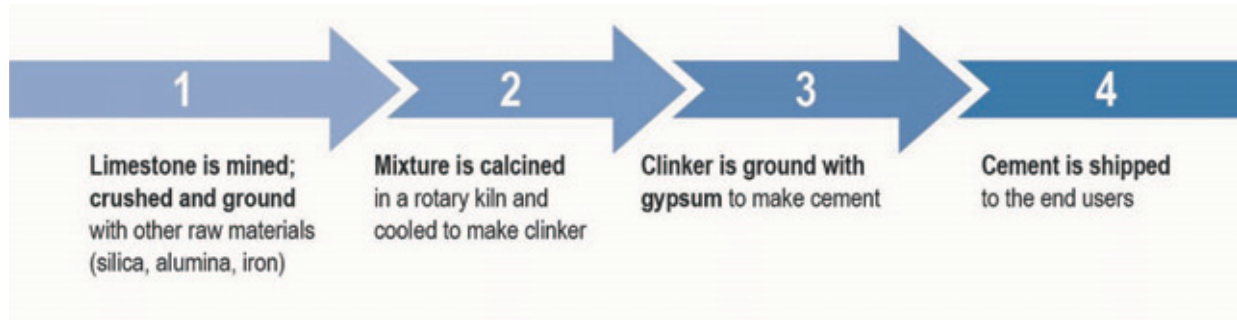 1
Limestone is mined;
crushed and ground
with other raw materials
(silica, alumina, iron)
2
Mixture is calcined
in a rotary kiln and
cooled to make clinker
3
Clinker is ground with
gypsum to make cement
4
Cement is shipped
to the end users